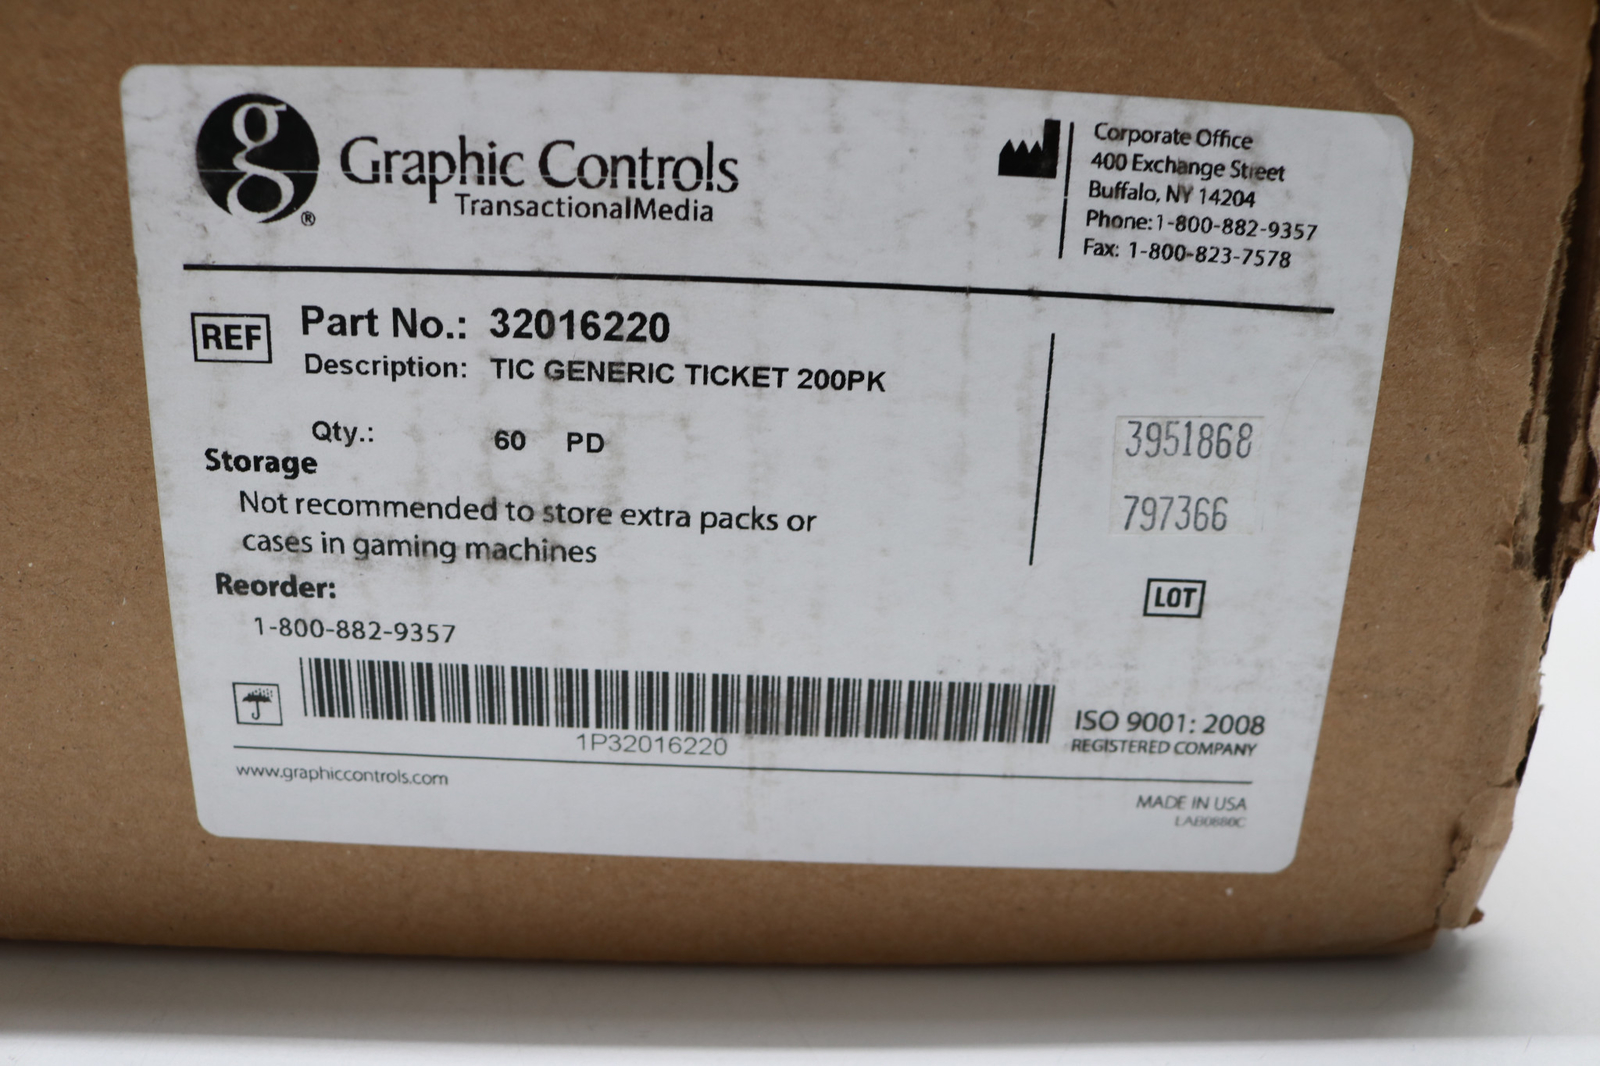 g
®
Graphic Controls
TransactionalMedia
Corporate Office
400 Exchange Street
Buffalo, NY 14204
Phone: 1-800-882-9357
Fax: 1-800-823-7578
REF
Part No.: 32016220
Description: TIC GENERIC TICKET 200PK
Qty.: 60 PD
Storage
Not recommended to store extra packs or
cases in gaming machines
Reorder:
1-800-882-9357
3951868
797366
LOT
1P32016220
ISO 9001: 2008
REGISTERED COMPANY
www.graphiccontrols.com
MADE IN USA